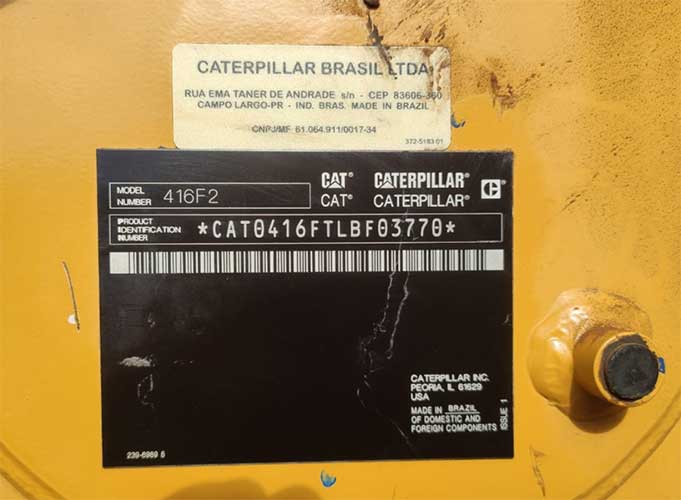 CATERPILLAR BRASIL LTDA
RUA EMA TANER DE ANDRADE s/n - CEP 83606-360
CAMPO LARGO-PR - IND. BRAS. MADE IN BRAZIL
CNPJ/MF 61.064.911/0017-34
372-5183 01
CAT® CATERPILLAR® C
MODEL NUMBER 416F2
CAT® CATERPILLAR®
PRODUCT IDENTIFICATION NUMBER *CAT0416FTLBF03770*
CATERPILLAR INC.
PEORIA, IL 61629
USA
MADE IN BRAZIL
OF DOMESTIC AND
FOREIGN COMPONENTS
ISSUE 1
239-6969 5